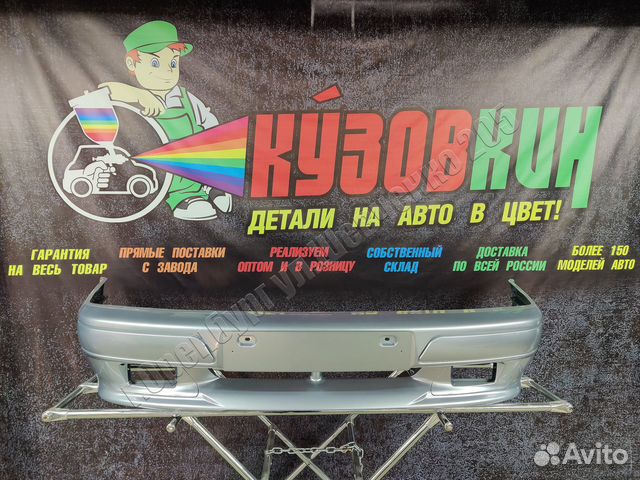 КУЗОВКИН
ДЕТАЛИ НА АВТО В ЦВЕТ!
ГАРАНТИЯ
НА ВЕСЬ ТОВАР
ПРЯМЫЕ ПОСТАВКИ
С ЗАВОДА
РЕАЛИЗУЕМ
ОПТОМ И В РОЗНИЦУ
СОБСТВЕННЫЙ
СКЛАД
ДОСТАВКА
ПО ВСЕЙ РОССИИ
БОЛЕЕ 150
МОДЕЛЕЙ АВТО
Avito